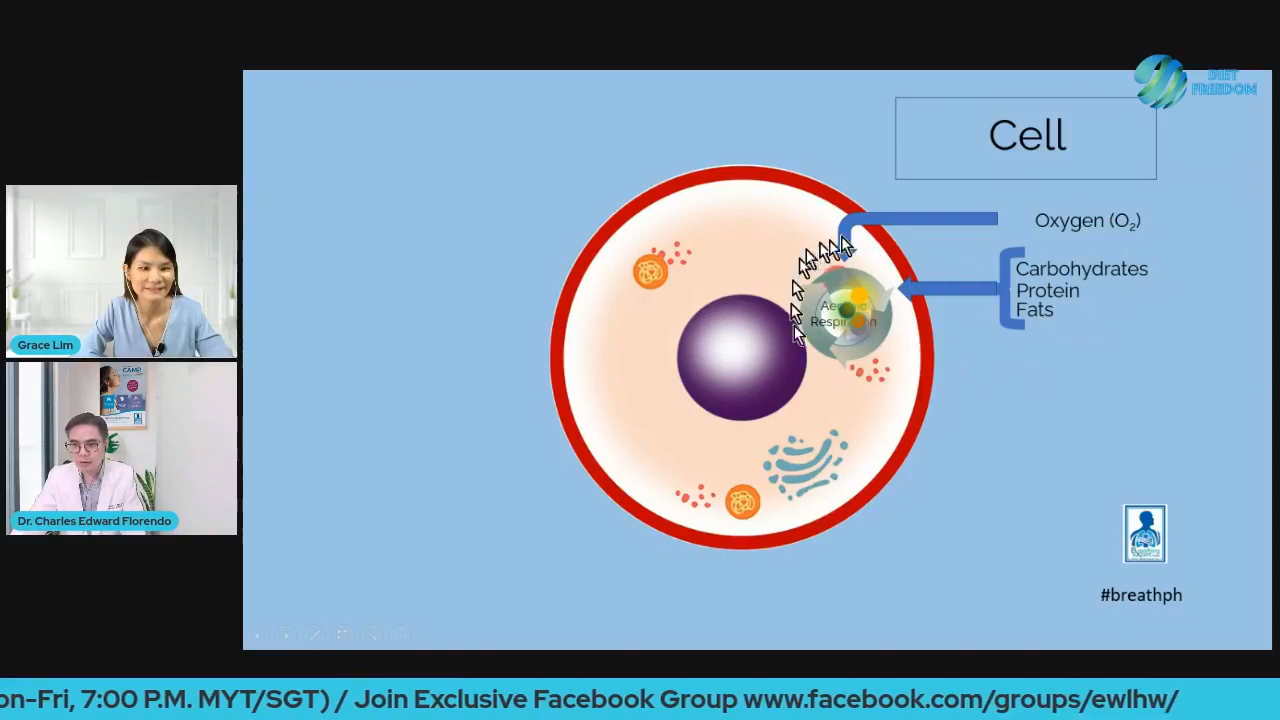 DIET
FREEDOM
Cell
Oxygen (O₂)
Carbohydrates
Protein
Fats
Aerobic
Respiration
Grace Lim
CAMP
Dr. Charles Edward Florendo
#breathph
on-Fri, 7:00 P.M. MYT/SGT) / Join Exclusive Facebook Group www.facebook.com/groups/ewlhw/